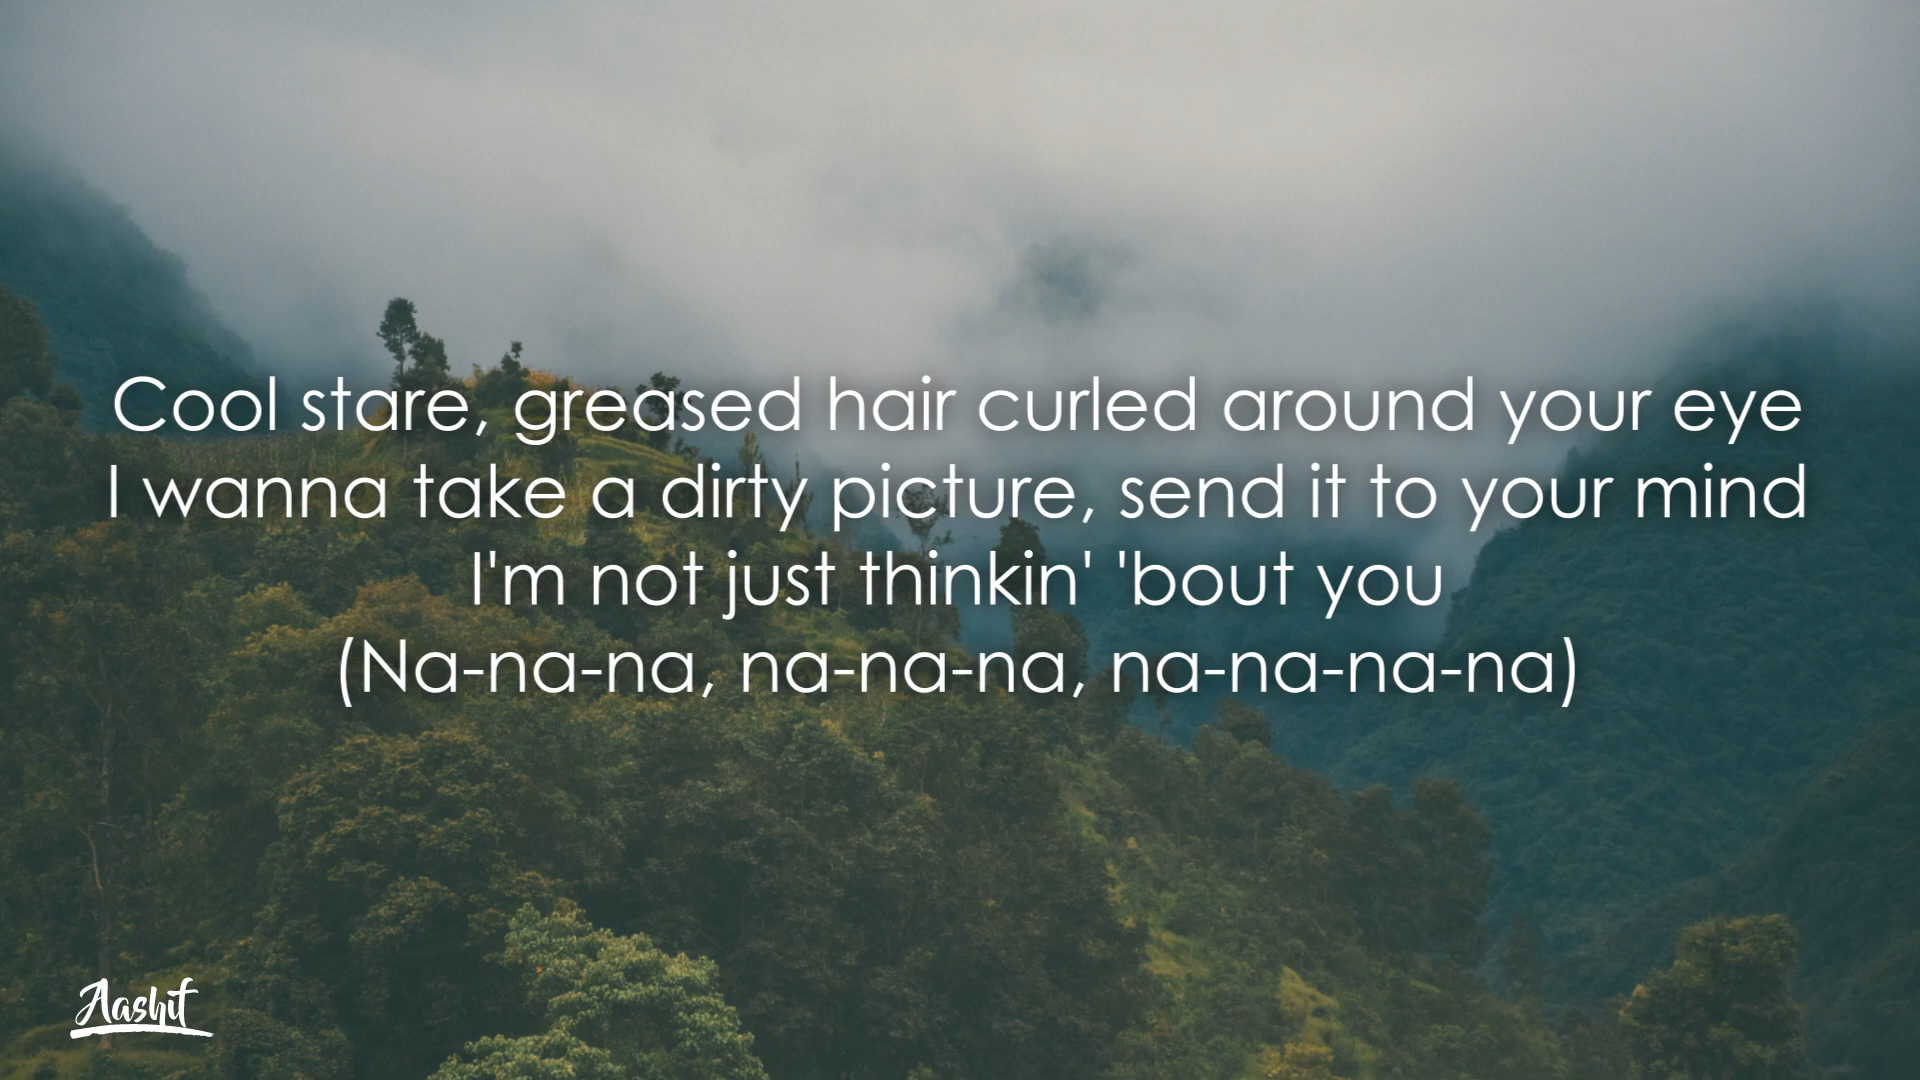 Cool stare, greased hair curled around your eye
I wanna take a dirty picture, send it to your mind
I'm not just thinkin' 'bout you
(Na-na-na, na-na-na, na-na-na-na)
Aashif